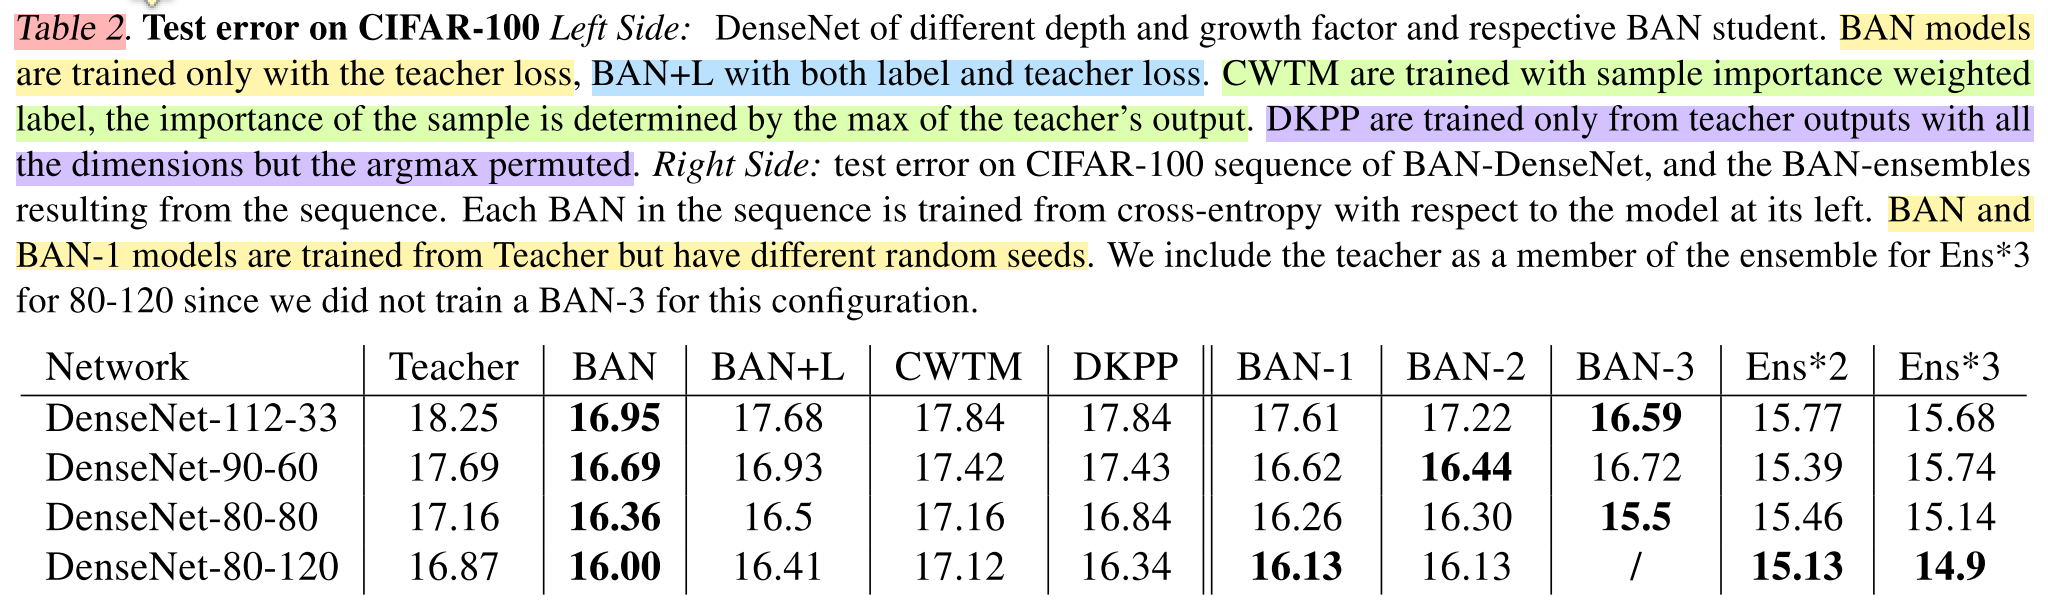 Table 2. Test error on CIFAR-100 Left Side: DenseNet of different depth and growth factor and respective BAN student. BAN models
are trained only with the teacher loss, BAN+L with both label and teacher loss. CWTM are trained with sample importance weighted
label, the importance of the sample is determined by the max of the teacher's output. DKPP are trained only from teacher outputs with all
the dimensions but the argmax permuted. Right Side: test error on CIFAR-100 sequence of BAN-DenseNet, and the BAN-ensembles
resulting from the sequence. Each BAN in the sequence is trained from cross-entropy with respect to the model at its left. BAN and
BAN-1 models are trained from Teacher but have different random seeds. We include the teacher as a member of the ensemble for Ens*3
for 80-120 since we did not train a BAN-3 for this configuration.
Network Teacher BAN BAN+L CWTM DKPP BAN-1 BAN-2 BAN-3 Ens*2 Ens*3
DenseNet-112-33 18.25 16.95 17.68 17.84 17.84 17.61 17.22 16.59 15.77 15.68
DenseNet-90-60 17.69 16.69 16.93 17.42 17.43 16.62 16.44 16.72 15.39 15.74
DenseNet-80-80 17.16 16.36 16.5 17.16 16.84 16.26 16.30 15.5 15.46 15.14
DenseNet-80-120 16.87 16.00 16.41 17.12 16.34 16.13 16.13 / 15.13 14.9